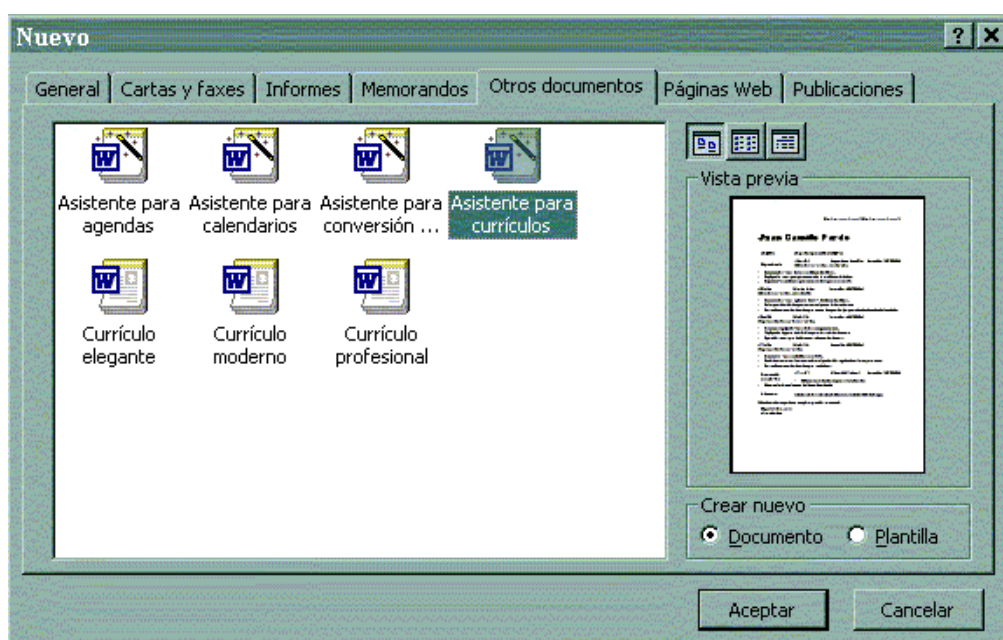 Nuevo
General
Cartas y faxes
Informes
Memorandos
Otros documentos
Páginas Web
Publicaciones
Asistente para
agendas
Asistente para
calendarios
Asistente para
conversión ...
Asistente para
currículos
Currículo
elegante
Currículo
moderno
Currículo
profesional
Vista previa
Juan Camilo Pardo
Crear nuevo
Documento
Plantilla
Aceptar
Cancelar